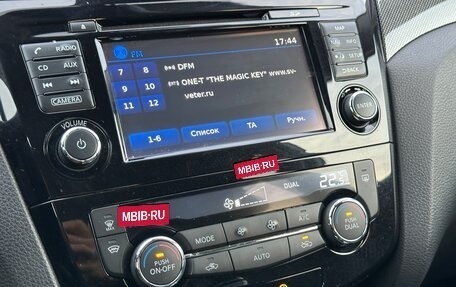 FM
17:44
MAP
RADIO
CD AUX
CAMERA
VOLUME
7 8
9 10
11 12
DFM
ONE-T "THE MAGIC KEY" www.sv-
veter.ru
1-6 Список TA Ручн.
BACK
ENTER
MBIB-RU
DUAL
22.5
MBIB-RU
MODE
A/C
AUTO
PUSH
ON·OFF
PUSH
DUAL